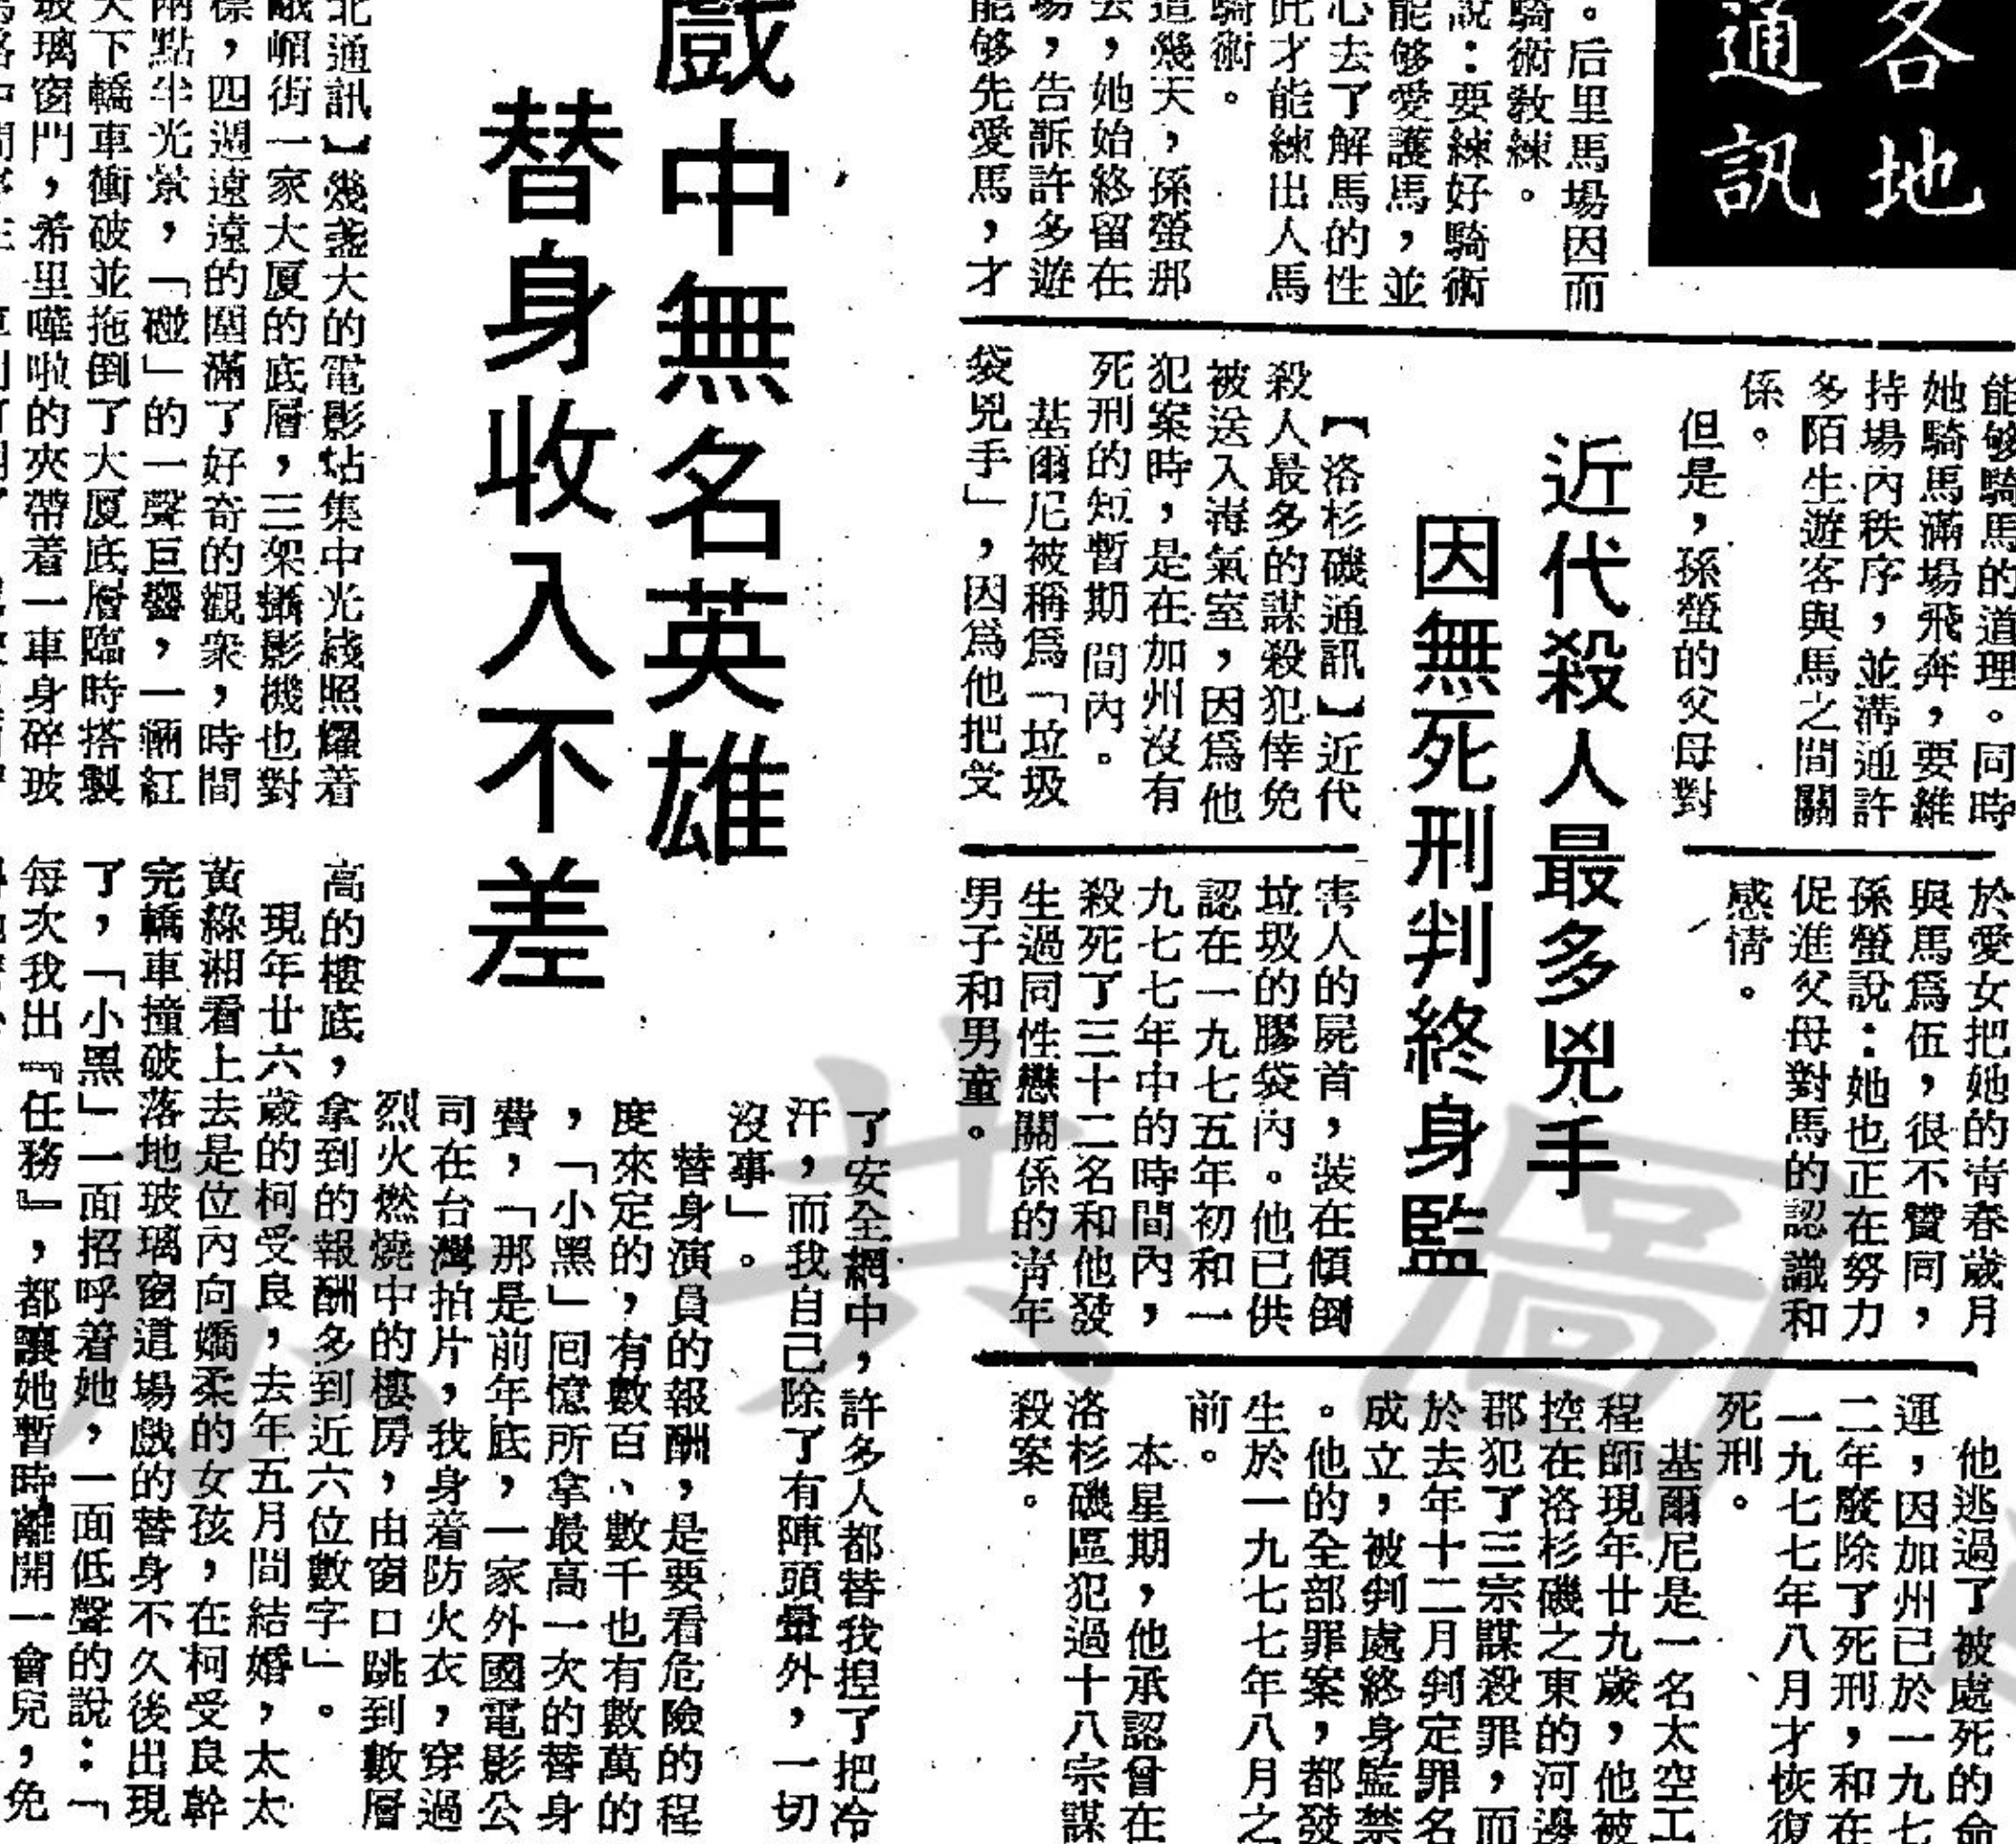 各地
通訊
。后里馬場因而
騎術教練。
說：要練好騎術
能够愛護馬，並
心去了解馬的性
此才能練出人馬
騎術。
這幾天，孫螢那
去，她始終留在
場，告訴許多遊
能够先愛馬，才
能够騎馬的道理。同時
她騎馬滿場飛奔，要維
持場內秩序，並溝通許
多陌生遊客與馬之間關
係。
但是，孫螢的父母對
於愛女把她的青春歲月
與馬爲伍，很不贊同，
孫螢說：她也正在努力
促進父母對馬的認識和
感情。
近代殺人最多兇手
因無死刑判終身監
【洛杉磯通訊】近代
殺人最多的謀殺犯倖免
被送入毒氣室，因爲他
犯案時，是在加州沒有
死刑的短暫期間內。
基爾尼被稱爲「垃圾
袋兇手」，因爲他把受
害人的屍首，裝在傾倒
垃圾的膠袋內。他已供
認在一九七五年初和一
九七七年中的時間內，
殺死了三十二名和他發
生過同性戀關係的青年
男子和男童。
他逃過了被處死的命
運，因加州已於一九七
二年廢除了死刑，和在
一九七七年八月才恢復
死刑。
基爾尼是一名太空工
程師現年廿九歲，他被
控在洛杉磯之東的河邊
郡犯了三宗謀殺罪，而
於去年十二月判定罪名
成立，被判處終身監禁
。他的全部罪案，都發
生於一九七七年八月之
前。
本星期，他承認曾在
洛杉磯區犯過十八宗謀
殺案。
戲中無名英雄
替身收入不差
北通訊】幾盞大的電影站集中光綫照耀着
峨嵋街一家大厦的底層，三架攝影機也對
標，四週遠遠的圍滿了好奇的觀衆，時間
兩點半光景，「碰」的一聲巨響，一輛紅
大下轎車衝破並拖倒了大厦底層臨時搭製
玻璃窗門，希里嘩啦的夾帶着一車身碎玻
了安全網中，許多人都替我揑了把冷
汗，而我自己除了有陣頭暈外，一切
沒事」。
替身演員的報酬，是要看危險的程
度來定的，有數百、數千也有數萬的
，「小黑」囘憶所拿最高一次的替身
費，「那是前年底，一家外國電影公
司在台灣拍片，我身着防火衣，穿過
烈火燃燒中的樓房，由窗口跳到數層
高的樓底，拿到的報酬多到近六位數字」。
現年廿六歲的柯受良，去年五月間結婚，太太
黃綠湘看上去是位內向嬌柔的女孩，在柯受良幹
完轎車撞破落地玻璃窗這場戲的替身不久後出現
了，「小黑」一面招呼着她，一面低聲的說：「
每次我出『任務』，都讓她暫時離開一會兒，免
公共圖